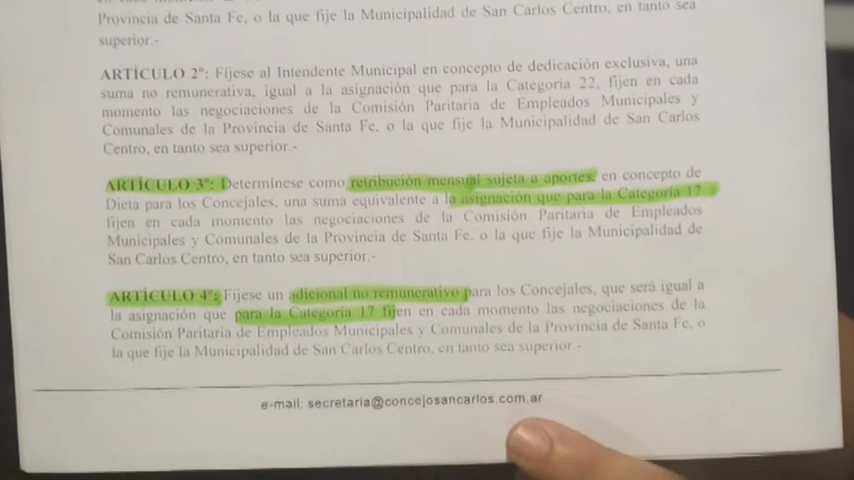 Provincia de Santa Fe, o la que fije la Municipalidad de San Carlos Centro, en tanto sea
superior.-
ARTÍCULO 2º: Fíjese al Intendente Municipal en concepto de dedicación exclusiva, una
suma no remunerativa, igual a la asignación que para la Categoría 22, fijen en cada
momento las negociaciones de la Comisión Paritaria de Empleados Municipales y
Comunales de la Provincia de Santa Fe, o la que fije la Municipalidad de San Carlos
Centro, en tanto sea superior.-
ARTÍCULO 3º: Determínese como retribución mensual sujeta a aportes, en concepto de
Dieta para los Concejales, una suma equivalente a la asignación que para la Categoría 17
fijen en cada momento las negociaciones de la Comisión Paritaria de Empleados
Municipales y Comunales de la Provincia de Santa Fe. o la que fije la Municipalidad de
San Carlos Centro, en tanto sea superior.-
ARTÍCULO 4º: Fíjese un adicional no remunerativo para los Concejales, que será igual a
la asignación que para la Categoría 17 fijen en cada momento las negociaciones de la
Comisión Paritaria de Empleados Municipales y Comunales de la Provincia de Santa Fe, o
la que fije la Municipalidad de San Carlos Centro, en tanto sea superior.-
e-mail: secretaria@concejosancarlos.com.ar